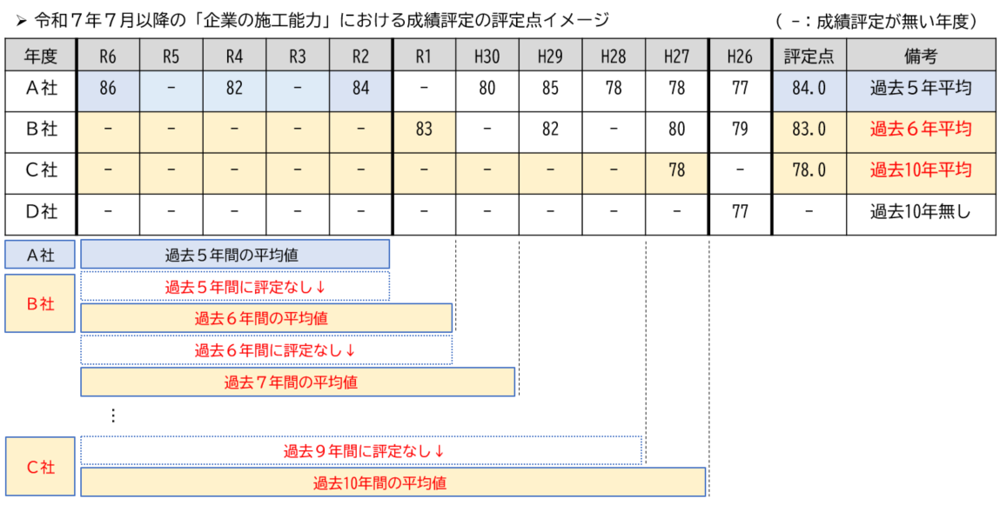 ➢ 令和７年７月以降の「企業の施工能力」における成績評定の評定点イメージ （ －：成績評定が無い年度）
年度 R6 R5 R4 R3 R2 R1 H30 H29 H28 H27 H26 評定点 備考
Ａ社 86 － 82 － 84 － 80 85 78 78 77 84.0 過去５年平均
Ｂ社 － － － － － 83 － 82 － 80 79 83.0 過去６年平均
Ｃ社 － － － － － － － － － 78 － 78.0 過去10年平均
Ｄ社 － － － － － － － － － － 77 － 過去10年無し
Ａ社 過去５年間の平均値
Ｂ社
過去５年間に評定なし↓
過去６年間の平均値
過去６年間に評定なし↓
過去７年間の平均値
⋮
Ｃ社
過去９年間に評定なし↓
過去10年間の平均値